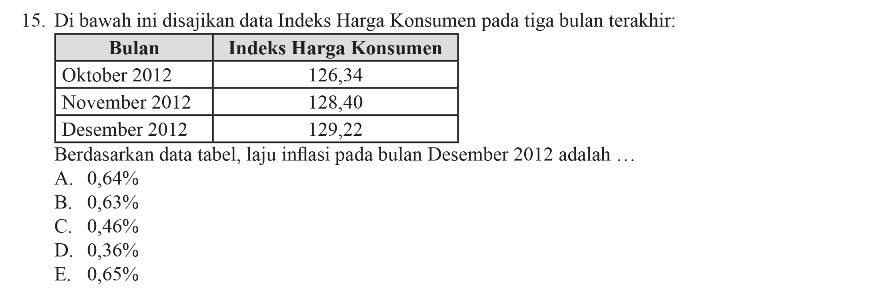 15. Di bawah ini disajikan data Indeks Harga Konsumen pada tiga bulan terakhir:
Bulan Indeks Harga Konsumen
Oktober 2012 126,34
November 2012 128,40
Desember 2012 129,22
Berdasarkan data tabel, laju inflasi pada bulan Desember 2012 adalah …
A. 0,64%
B. 0,63%
C. 0,46%
D. 0,36%
E. 0,65%